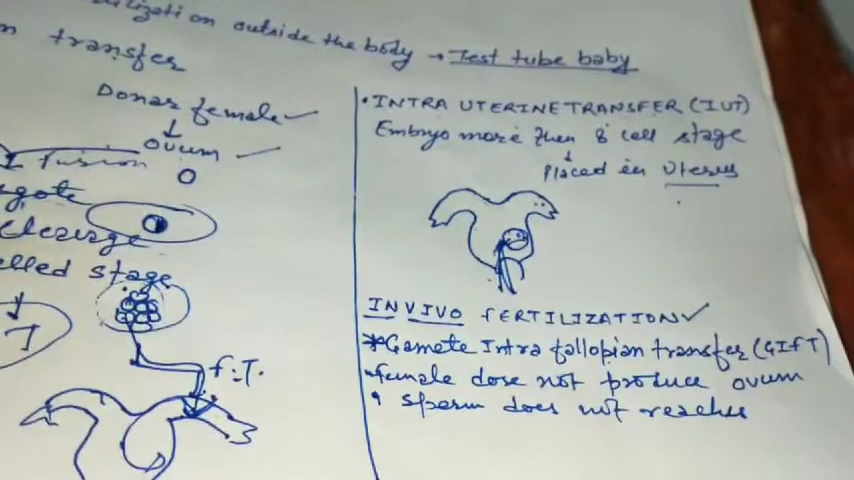 outside the body → Test tube baby
transfer
Donar female
ovum
fusion
Cleavage
stage
F.T.
• INTRA UTERINE TRANSFER (IUT)
Embryo more then 8 cell stage
placed in Uterus
INVIVO FERTILIZATION
*Gamete Intra fallopian transfer (GIFT)
• female dose not produce ovum
• sperm does not reaches